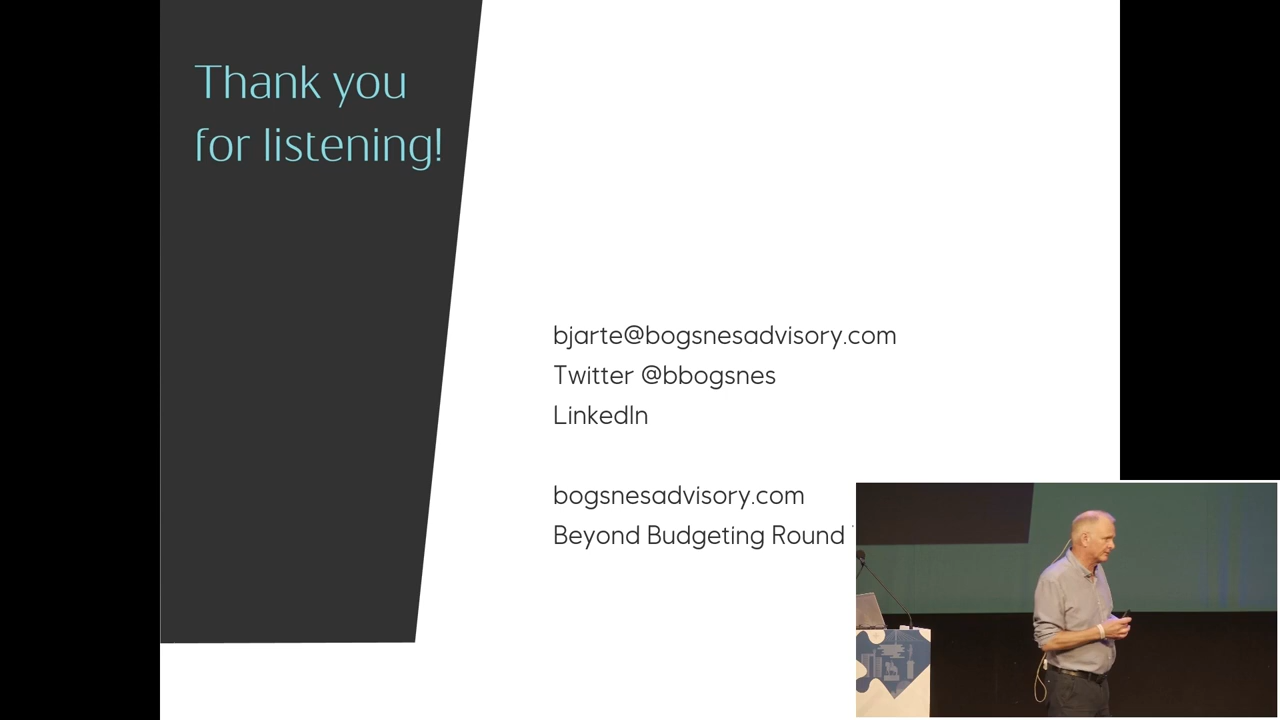 Thank you
for listening!
bjarte@bogsnesadvisory.com
Twitter @bbogsnes
LinkedIn
bogsnesadvisory.com
Beyond Budgeting Round